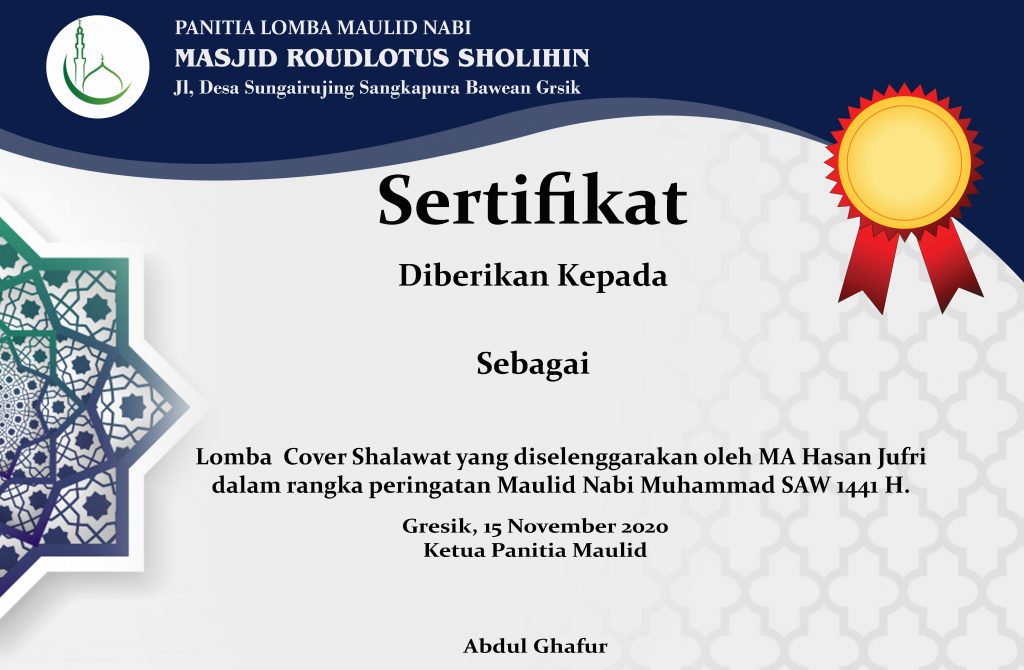 PANITIA LOMBA MAULID NABI
MASJID ROUDLOTUS SHOLIHIN
Jl, Desa Sungairujing Sangkapura Bawean Grsik
Sertifikat
Diberikan Kepada
Sebagai
Lomba  Cover Shalawat yang diselenggarakan oleh MA Hasan Jufri
dalam rangka peringatan Maulid Nabi Muhammad SAW 1441 H.
Gresik, 15 November 2020
Ketua Panitia Maulid
Abdul Ghafur